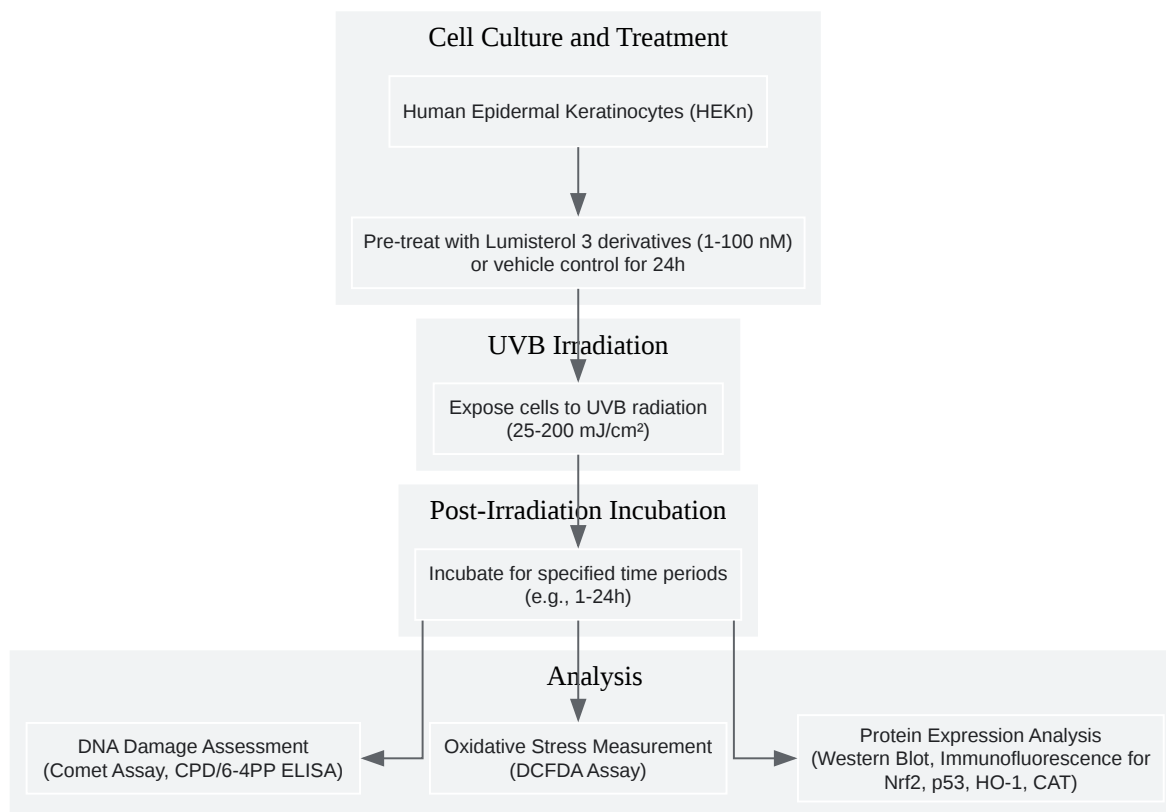 Cell Culture and Treatment
Human Epidermal Keratinocytes (HEKn)
Pre-treat with Lumisterol 3 derivatives (1-100 nM)
or vehicle control for 24h
UVB Irradiation
Expose cells to UVB radiation
(25-200 mJ/cm²)
Post-Irradiation Incubation
Incubate for specified time periods
(e.g., 1-24h)
Analysis
DNA Damage Assessment
(Comet Assay, CPD/6-4PP ELISA)
Oxidative Stress Measurement
(DCFDA Assay)
Protein Expression Analysis
(Western Blot, Immunofluorescence for
Nrf2, p53, HO-1, CAT)